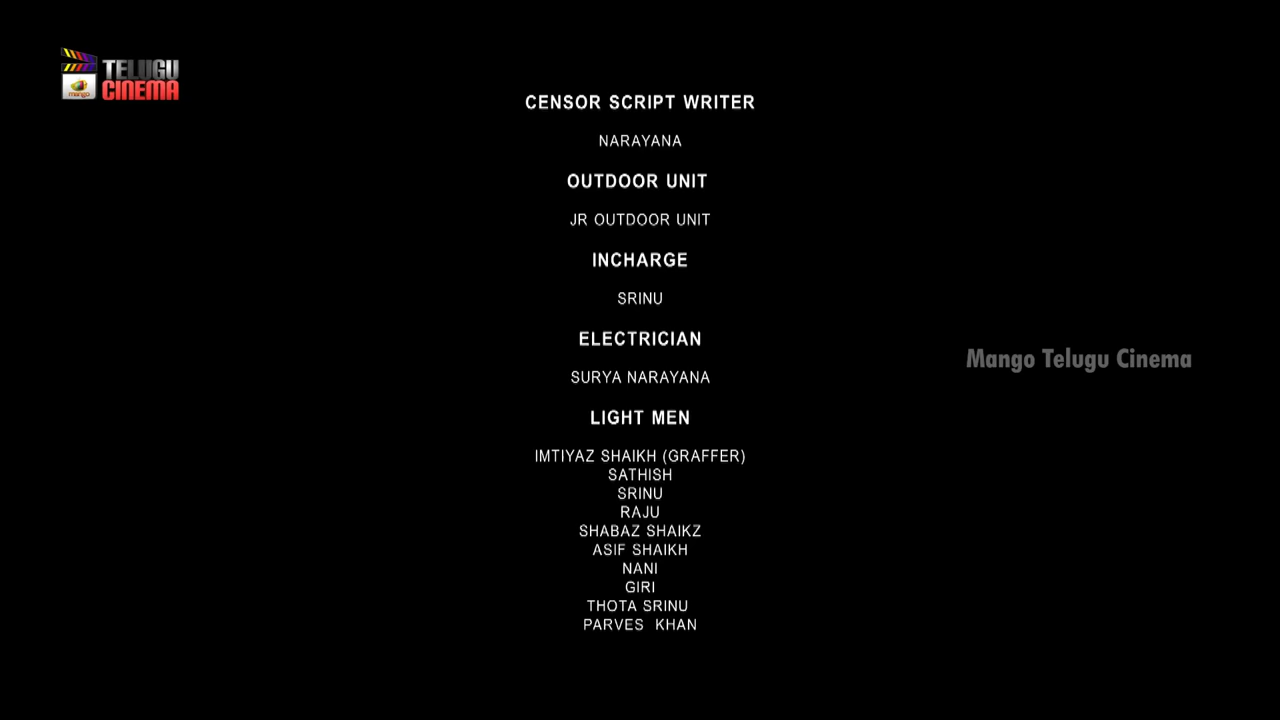 TELUGU
CINEMA
mango
CENSOR SCRIPT WRITER
NARAYANA
OUTDOOR UNIT
JR OUTDOOR UNIT
INCHARGE
SRINU
ELECTRICIAN
Mango Telugu Cinema
SURYA NARAYANA
LIGHT MEN
IMTIYAZ SHAIKH (GRAFFER)
SATHISH
SRINU
RAJU
SHABAZ SHAIKZ
ASIF SHAIKH
NANI
GIRI
THOTA SRINU
PARVES  KHAN